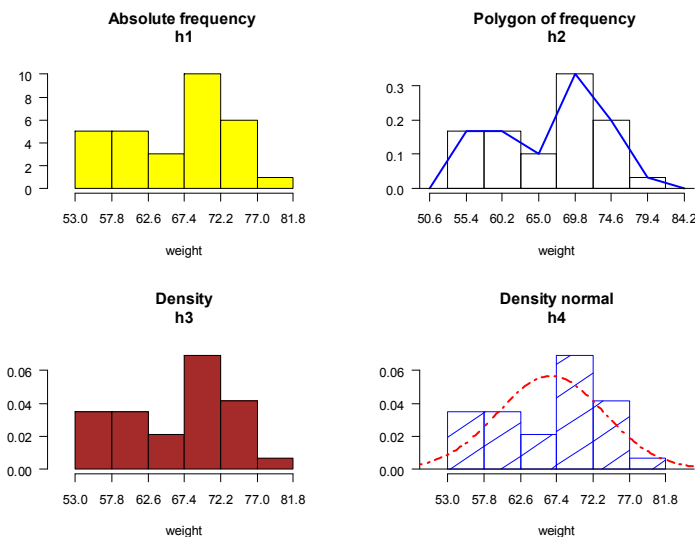 Absolute frequency
h1
10
8
6
4
2
0
53.0 57.8 62.6 67.4 72.2 77.0 81.8
weight
Polygon of frequency
h2
0.3
0.2
0.1
0.0
50.6 55.4 60.2 65.0 69.8 74.6 79.4 84.2
weight
Density
h3
0.06
0.04
0.02
0.00
53.0 57.8 62.6 67.4 72.2 77.0 81.8
weight
Density normal
h4
0.06
0.04
0.02
0.00
53.0 57.8 62.6 67.4 72.2 77.0 81.8
weight